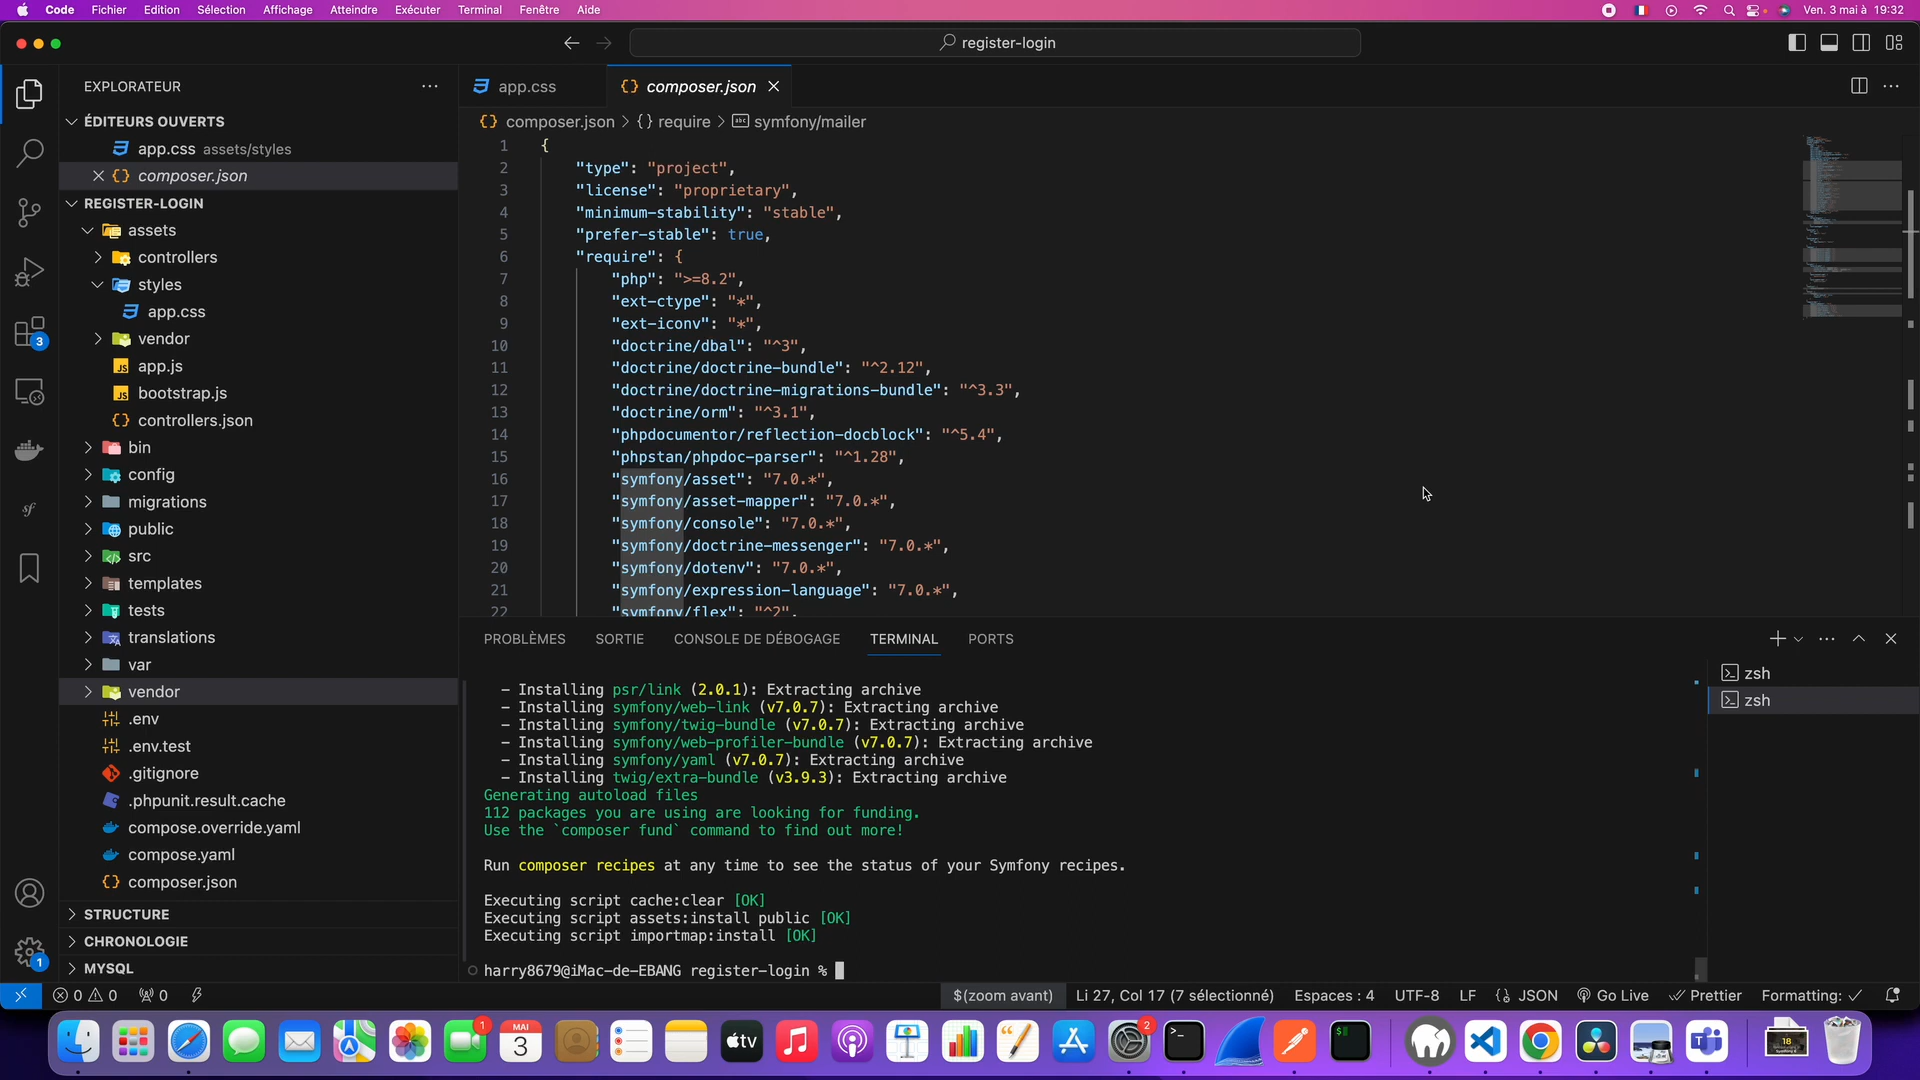 Code Fichier Edition Sélection Affichage Atteindre Exécuter Terminal Fenêtre Aide Ven. 3 mai à 19:32
register-login
EXPLORATEUR
ÉDITEURS OUVERTS
app.css assets/styles
composer.json
REGISTER-LOGIN
assets
controllers
styles
app.css
vendor
app.js
bootstrap.js
controllers.json
bin
config
migrations
public
src
templates
tests
translations
var
vendor
.env
.env.test
.gitignore
.phpunit.result.cache
compose.override.yaml
compose.yaml
composer.json
STRUCTURE
CHRONOLOGIE
MYSQL
3
1
app.css
composer.json
composer.json > {} require > symfony/mailer
1 {
2 "type": "project",
3 "license": "proprietary",
4 "minimum-stability": "stable",
5 "prefer-stable": true,
6 "require": {
7 "php": ">=8.2",
8 "ext-ctype": "*",
9 "ext-iconv": "*",
10 "doctrine/dbal": "^3",
11 "doctrine/doctrine-bundle": "^2.12",
12 "doctrine/doctrine-migrations-bundle": "^3.3",
13 "doctrine/orm": "^3.1",
14 "phpdocumentor/reflection-docblock": "^5.4",
15 "phpstan/phpdoc-parser": "^1.28",
16 "symfony/asset": "7.0.*",
17 "symfony/asset-mapper": "7.0.*",
18 "symfony/console": "7.0.*",
19 "symfony/doctrine-messenger": "7.0.*",
20 "symfony/dotenv": "7.0.*",
21 "symfony/expression-language": "7.0.*",
22 "symfony/flex": "^2",
PROBLÈMES SORTIE CONSOLE DE DÉBOGAGE TERMINAL PORTS
- Installing psr/link (2.0.1): Extracting archive
- Installing symfony/web-link (v7.0.7): Extracting archive
- Installing symfony/twig-bundle (v7.0.7): Extracting archive
- Installing symfony/web-profiler-bundle (v7.0.7): Extracting archive
- Installing symfony/yaml (v7.0.7): Extracting archive
- Installing twig/extra-bundle (v3.9.3): Extracting archive
Generating autoload files
112 packages you are using are looking for funding.
Use the `composer fund` command to find out more!
Run composer recipes at any time to see the status of your Symfony recipes.
Executing script cache:clear [OK]
Executing script assets:install public [OK]
Executing script importmap:install [OK]
harry8679@iMac-de-EBANG register-login %
zsh
zsh
0 0 0 $(zoom avant) Li 27, Col 17 (7 sélectionné) Espaces : 4 UTF-8 LF {} JSON Go Live Prettier Formatting: ✓
1
MAI
3
tv
2